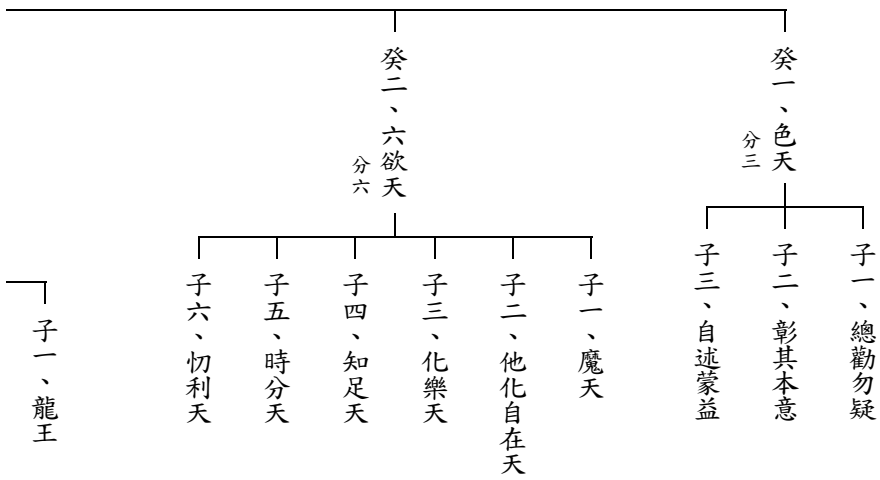 癸一、色天
分三
子一、總勸勿疑
子二、彰其本意
子三、自述蒙益
癸二、六欲天
分六
子一、魔天
子二、他化自在天
子三、化樂天
子四、知足天
子五、時分天
子六、忉利天
子一、龍王